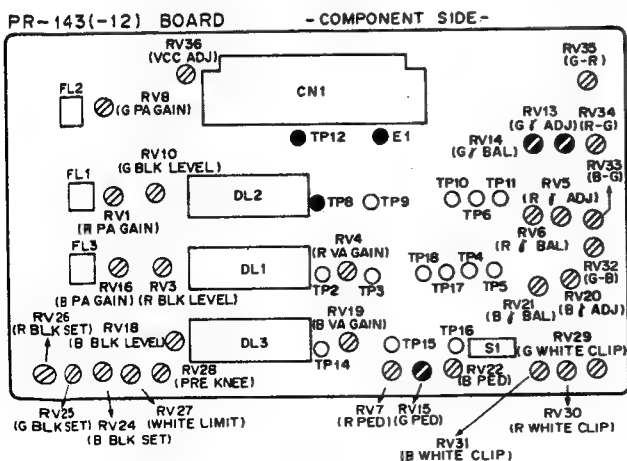 PR-143(-12) BOARD
-COMPONENT SIDE-
RV36
(VCC ADJ)
RV35
(G-R)
FL2
RV8
(G PA GAIN)
CN1
RV13
(G γ ADJ)
RV34
(R-G)
TP12
E1
RV14
(G γ BAL)
RV33
(B-G)
RV10
(G BLK LEVEL)
FL1
RV1
(R PA GAIN)
DL2
TP8
TP9
TP10
TP11
TP6
RV5
(R γ ADJ)
RV6
(R γ BAL)
FL3
RV16
(B PA GAIN)
RV3
(R BLK LEVEL)
DL1
RV4
(R VA GAIN)
TP2
TP3
TP18
TP17
TP4
TP5
RV32
(G-B)
RV21
(B γ BAL)
RV20
(B γ ADJ)
RV26
(R BLK SET)
RV18
(B BLK LEVEL)
DL3
RV19
(B VA GAIN)
TP14
TP15
TP16
S1
RV29
(G WHITE CLIP)
RV28
(PRE KNEE)
RV22
(B PED)
RV25
(G BLK SET)
RV24
(B BLK SET)
RV27
(WHITE LIMIT)
RV7
(R PED)
RV15
(G PED)
RV31
(B WHITE CLIP)
RV30
(R WHITE CLIP)